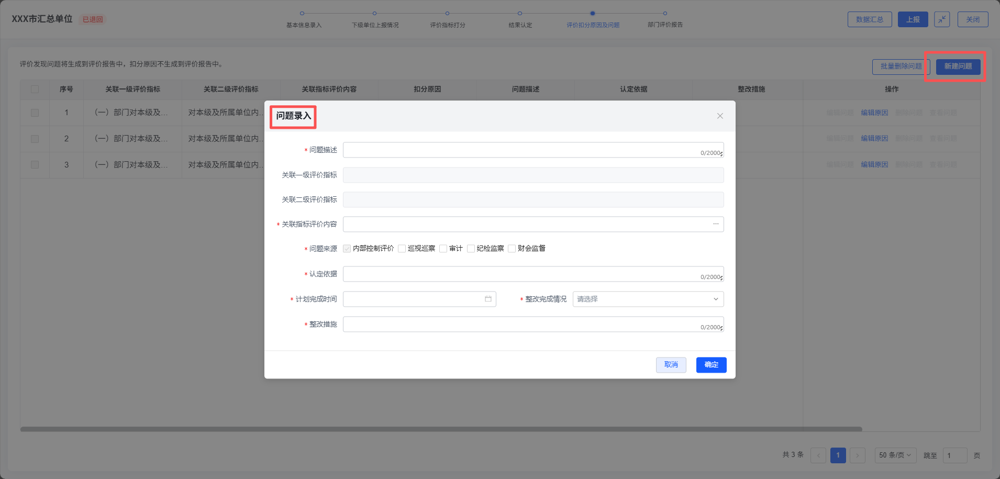 XXX市汇总单位 已退回
基本信息录入 下级单位上报情况 评价指标打分 结果认定 评价扣分原因及问题 部门评价报告
数据汇总 上报 关闭
评价发现问题将生成到评价报告中，扣分原因不生成到评价报告中。
批量删除问题 新建问题
序号 关联一级评价指标 关联二级评价指标 关联指标评价内容 扣分原因 问题描述 认定依据 整改措施 操作
1 （一）部门对本级及... 对本级及所属单位内... 编辑问题 编辑原因 删除问题 查看问题
2 （一）部门对本级及... 对本级及所属单位内... 编辑问题 编辑原因 删除问题 查看问题
3 （一）部门对本级及... 对本级及所属单位内... 编辑问题 编辑原因 删除问题 查看问题
问题录入
* 问题描述 0/2000
关联一级评价指标
关联二级评价指标
* 关联指标评价内容 ...
* 问题来源 内部控制评价 巡视巡察 审计 纪检监察 财会监督
* 认定依据 0/2000
* 计划完成时间 * 整改完成情况 请选择
* 整改措施 0/2000
取消 确定
共 3 条 1 50 条/页 跳至 1 页